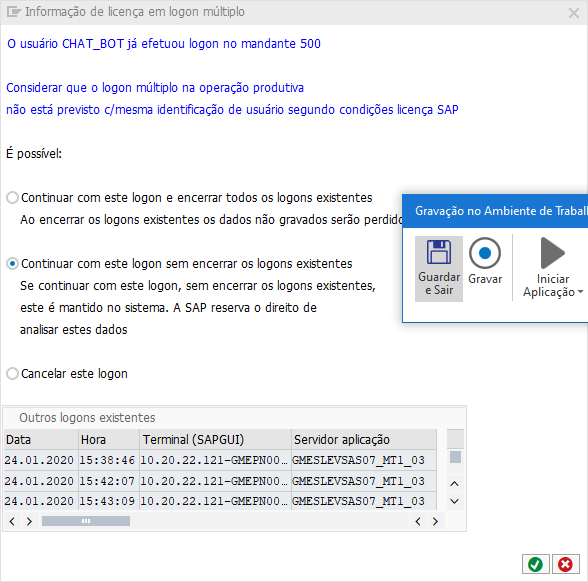 Informação de licença em logon múltiplo
O usuário CHAT_BOT já efetuou logon no mandante 500
Considerar que o logon múltiplo na operação produtiva
não está previsto c/mesma identificação de usuário segundo condições licença SAP
É possível:
Continuar com este logon e encerrar todos os logons existentes
Ao encerrar os logons existentes os dados não gravados serão perdido
Continuar com este logon sem encerrar os logons existentes
Se continuar com este logon, sem encerrar os logons existentes,
este é mantido no sistema. A SAP reserva o direito de
analisar estes dados
Cancelar este logon
Gravação no Ambiente de Trabal
Guardar
e Sair
Gravar
Iniciar
Aplicação
Outros logons existentes
Data Hora Terminal (SAPGUI) Servidor aplicação
24.01.2020 15:38:46 10.20.22.121-GMEPN00… GMESLEVSAS07_MT1_03
24.01.2020 15:42:07 10.20.22.121-GMEPN00… GMESLEVSAS07_MT1_03
24.01.2020 15:43:09 10.20.22.121-GMEPN00… GMESLEVSAS07_MT1_03